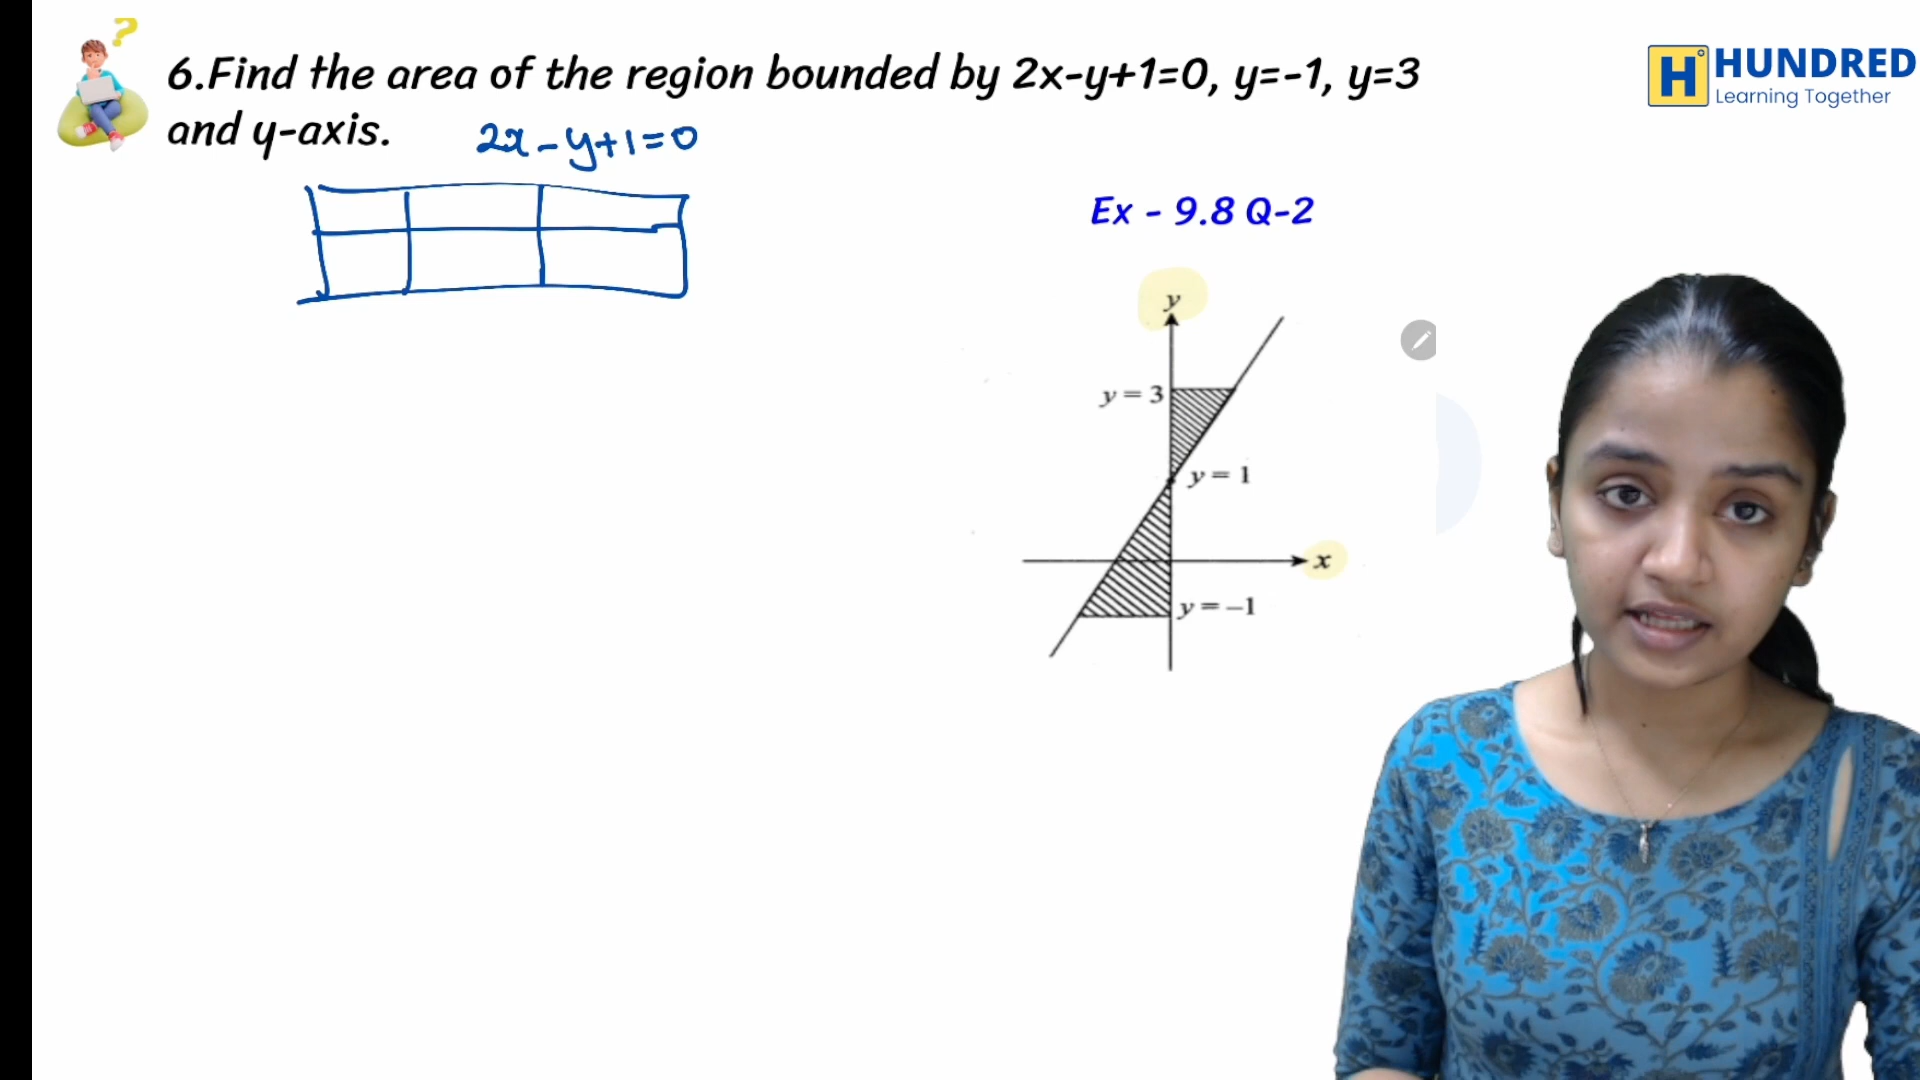 6.Find the area of the region bounded by 2x-y+1=0, y=-1, y=3
and y-axis.
2x-y+1=0
HUNDRED
Learning Together
Ex - 9.8 Q-2
y
y = 3
y = 1
x
y = -1